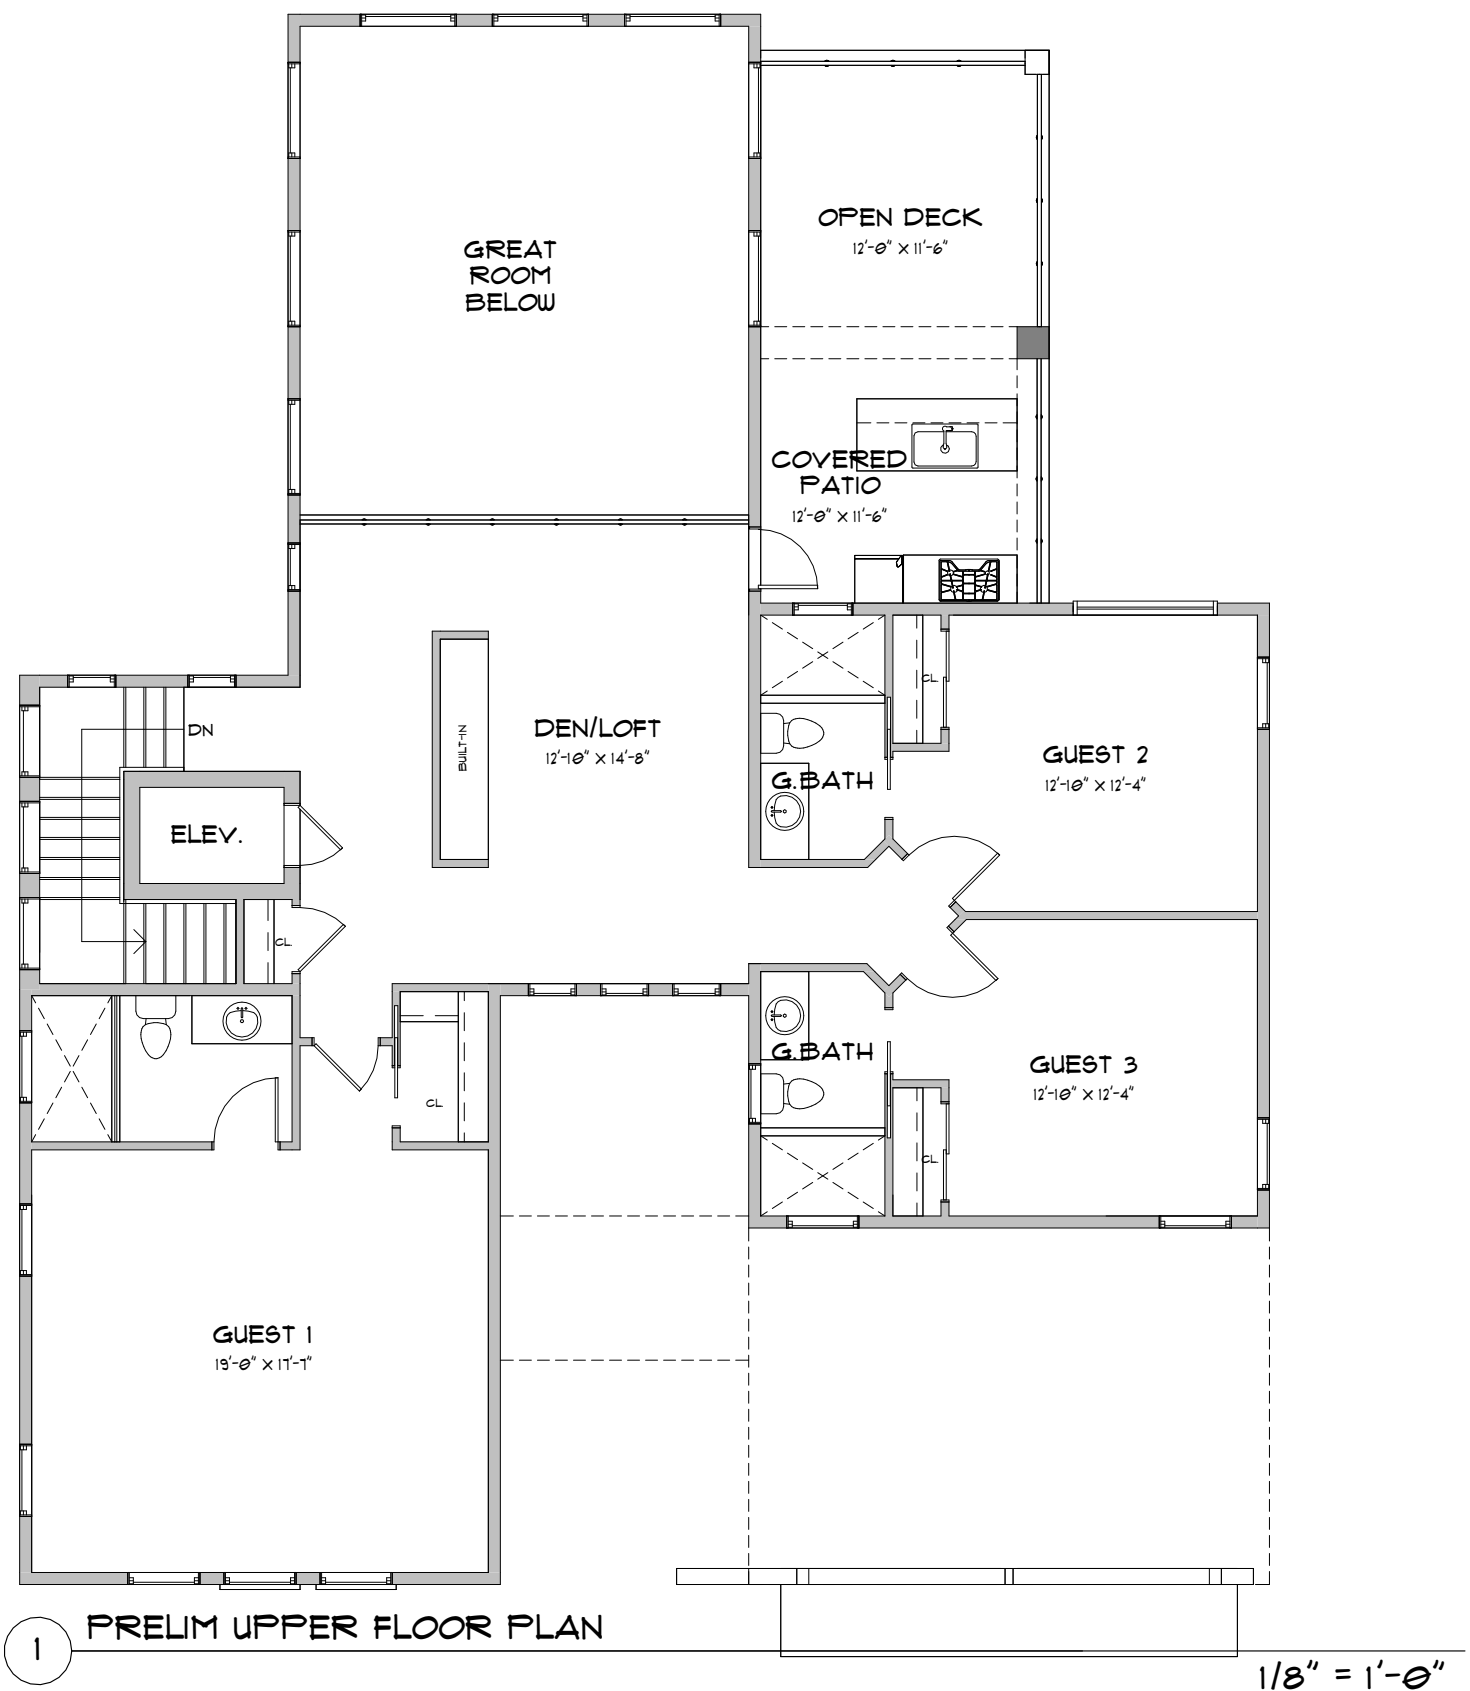 OPEN DECK
12'-0" X 11'-6"
GREAT
ROOM
BELOW
COVERED
PATIO
12'-0" X 11'-6"
CL
DN
BUILT-IN
DEN/LOFT
12'-10" X 14'-8"
GUEST 2
12'-10" X 12'-4"
G.BATH
ELEV.
CL
G.BATH
GUEST 3
12'-10" X 12'-4"
CL
CL
GUEST 1
19'-0" X 17'-7"
1
PRELIM UPPER FLOOR PLAN
1/8" = 1'-0"